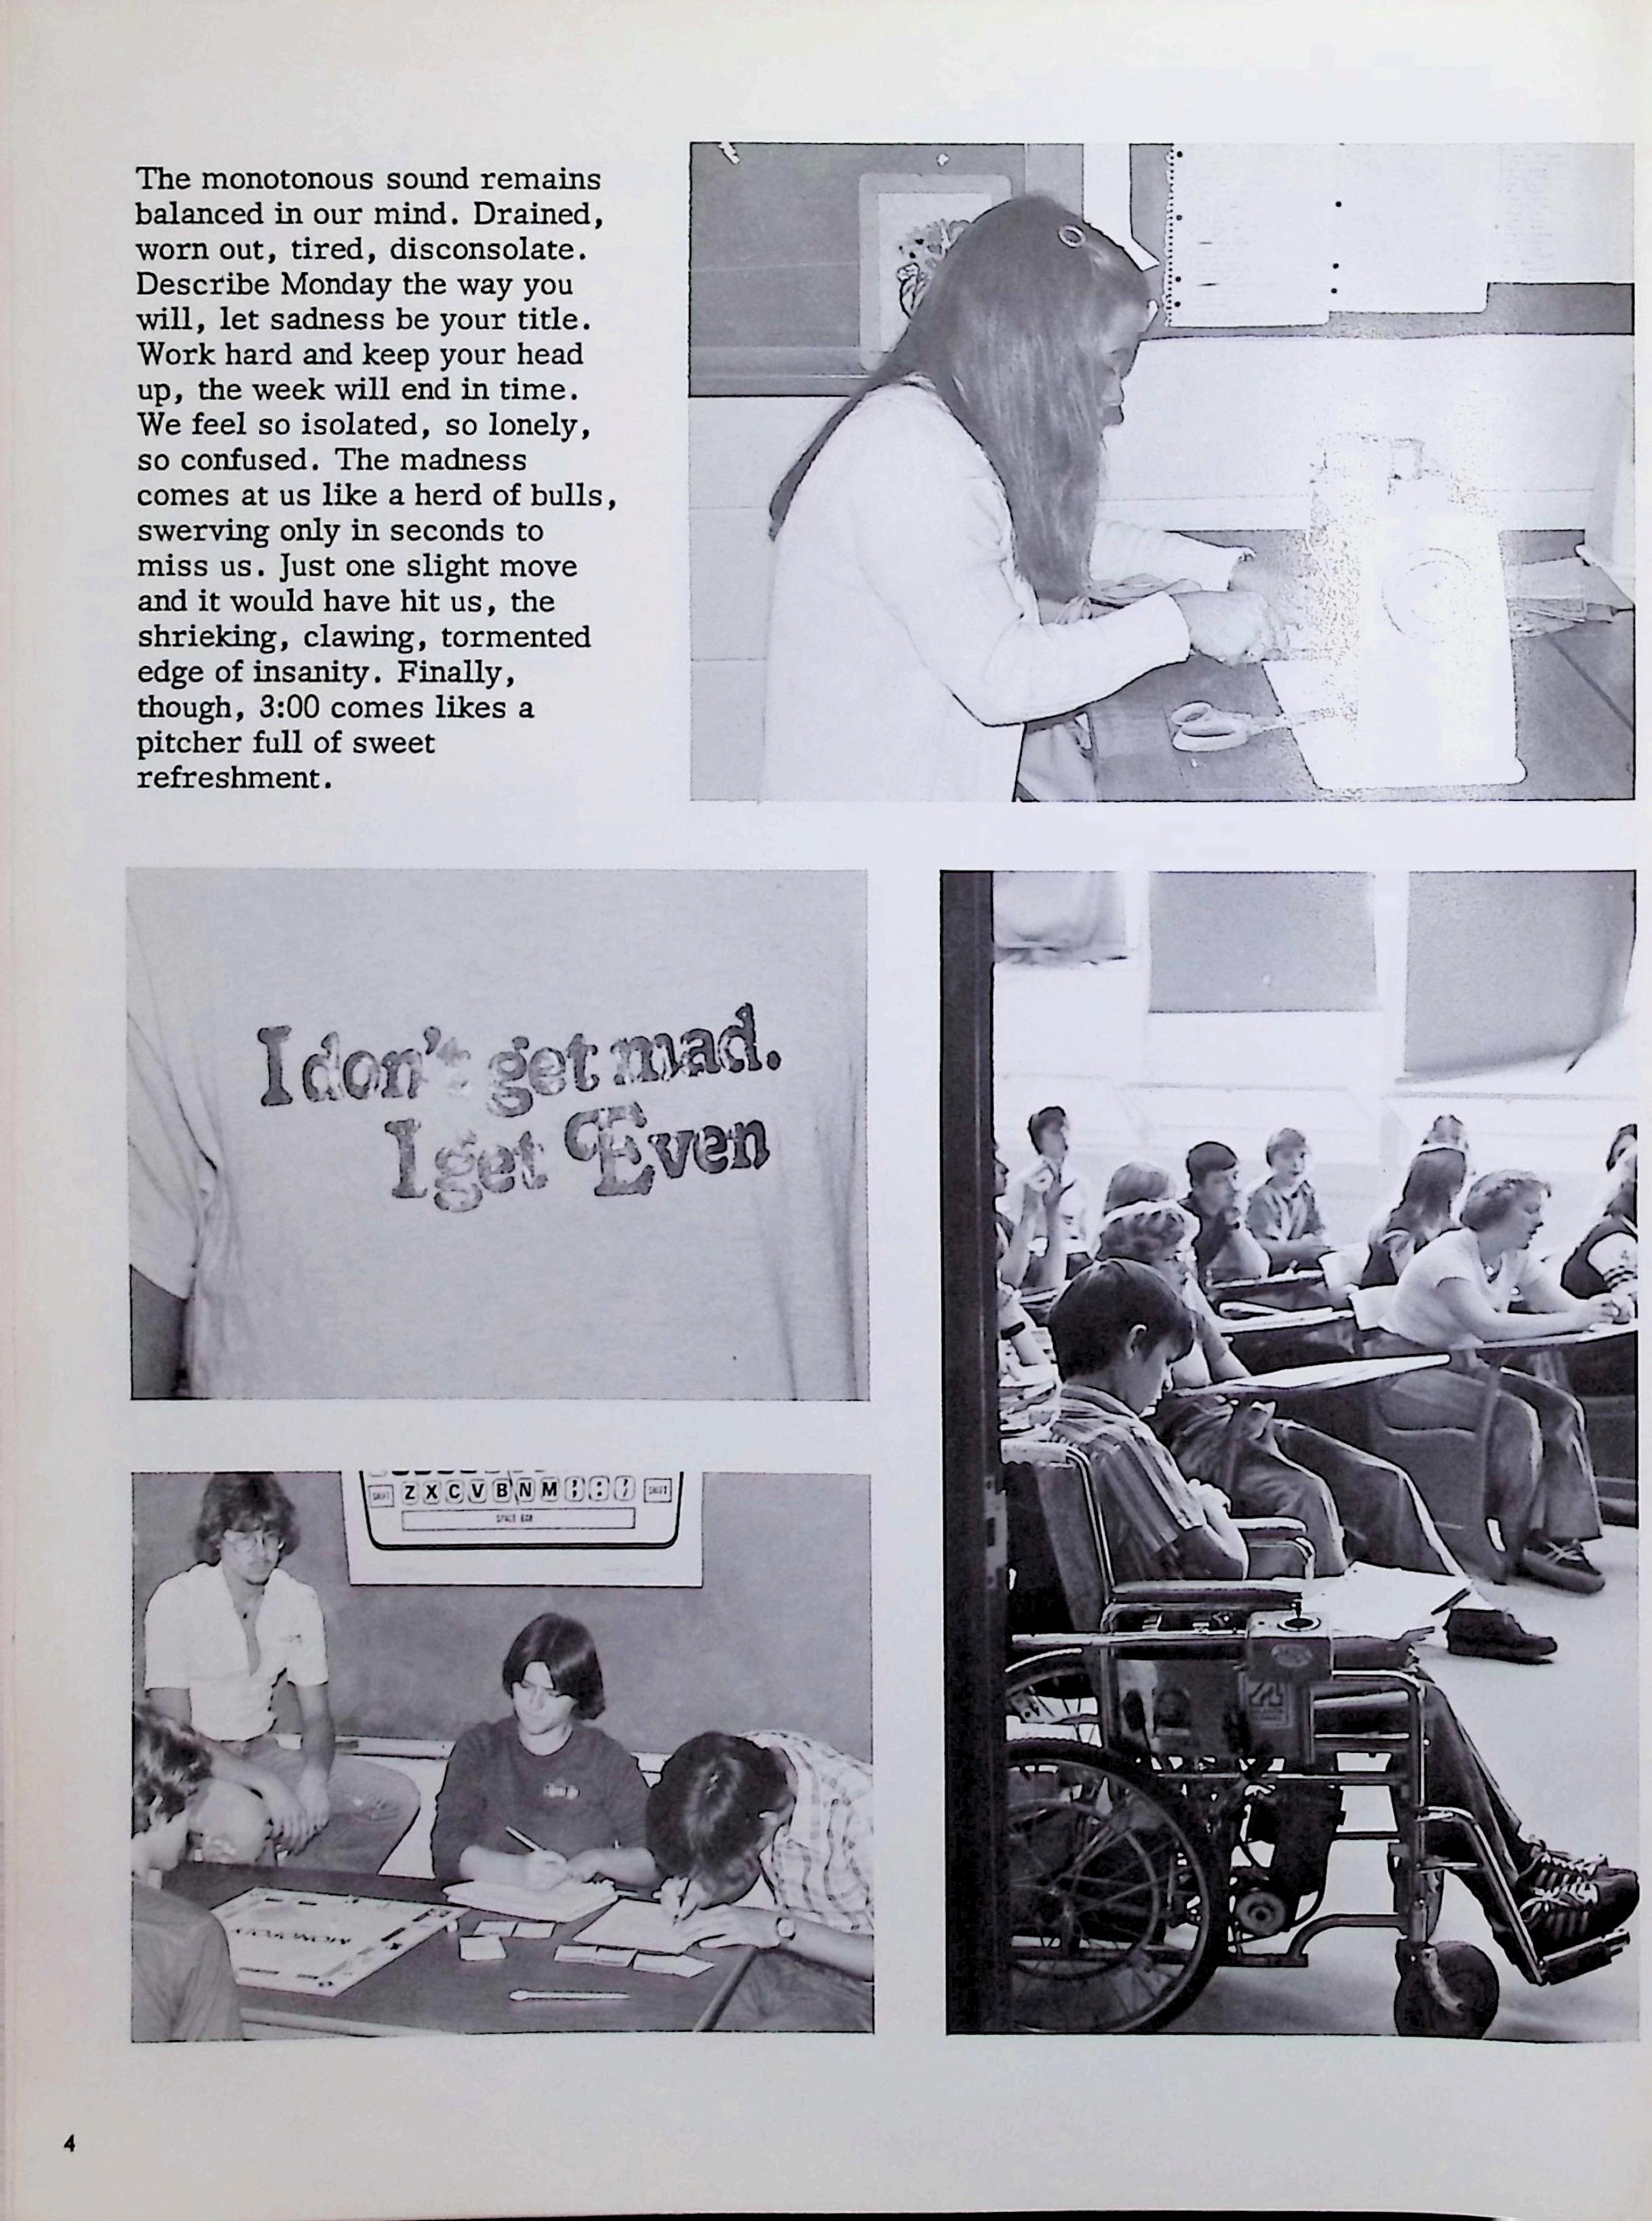 The monotonous sound remains
balanced in our mind. Drained,
worn out, tired, disconsolate.
Describe Monday the way you
will, let sadness be your title.
Work hard and keep your head
up, the week will end in time.
We feel so isolated, so lonely,
so confused. The madness
comes at us like a herd of bulls,
swerving only in seconds to
miss us. Just one slight move
and it would have hit us, the
shrieking, clawing, tormented
edge of insanity. Finally,
though, 3:00 comes likes a
pitcher full of sweet
refreshment.
I don't get mad.
I get Even
SHIFT Z X C V B N M SHIFT
SPACE BAR
MONOPOLY
4